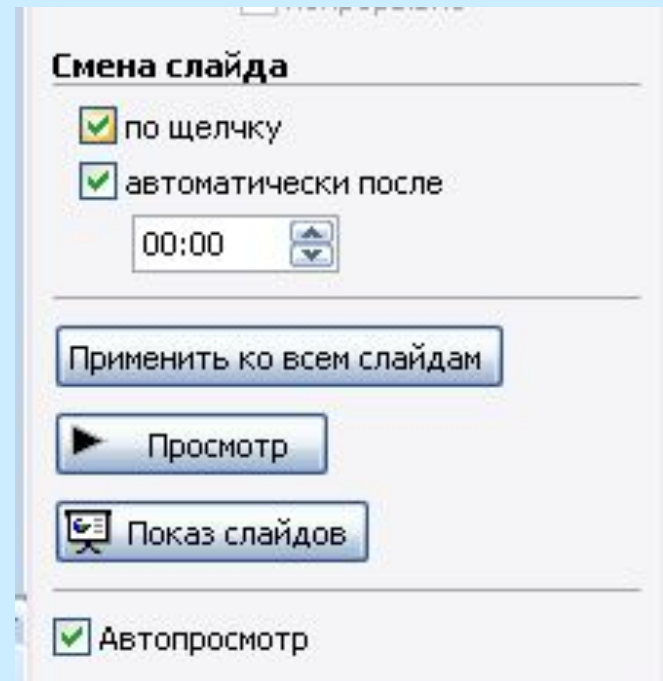 Смена слайда
по щелчку
автоматически после
00:00
Применить ко всем слайдам
Просмотр
Показ слайдов
Автопросмотр